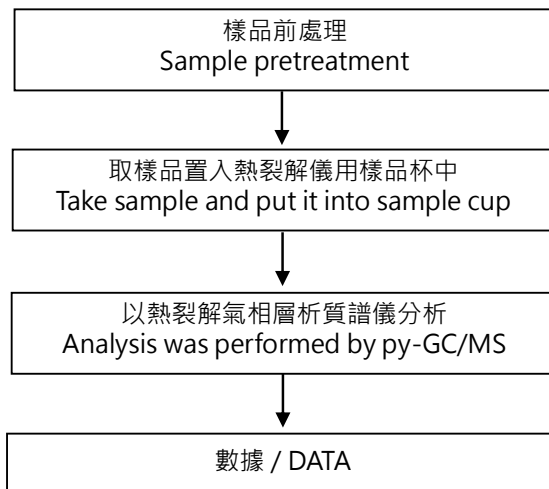 樣品前處理
Sample pretreatment
取樣品置入熱裂解儀用樣品杯中
Take sample and put it into sample cup
以熱裂解氣相層析質譜儀分析
Analysis was performed by py-GC/MS
數據 / DATA